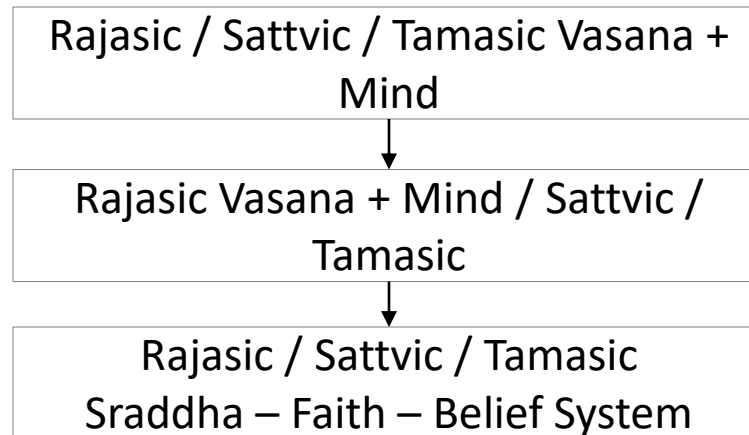 Rajasic / Sattvic / Tamasic Vasana +
Mind
Rajasic Vasana + Mind / Sattvic /
Tamasic
Rajasic / Sattvic / Tamasic
Sraddha – Faith – Belief System